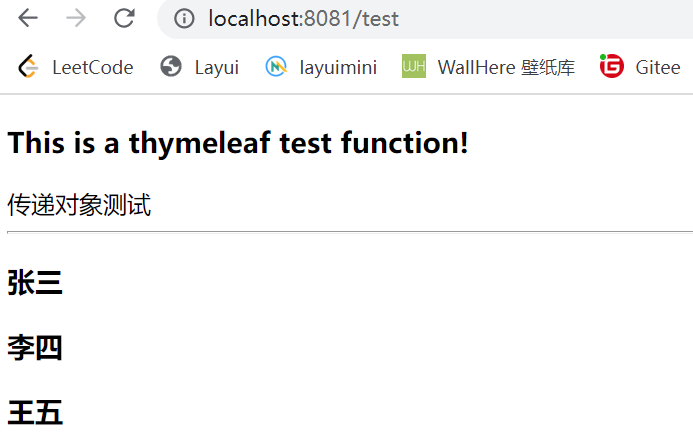 localhost:8081/test
LeetCode Layui layuimini WH WallHere 壁纸库 G Gitee
This is a thymeleaf test function!
传递对象测试
张三
李四
王五